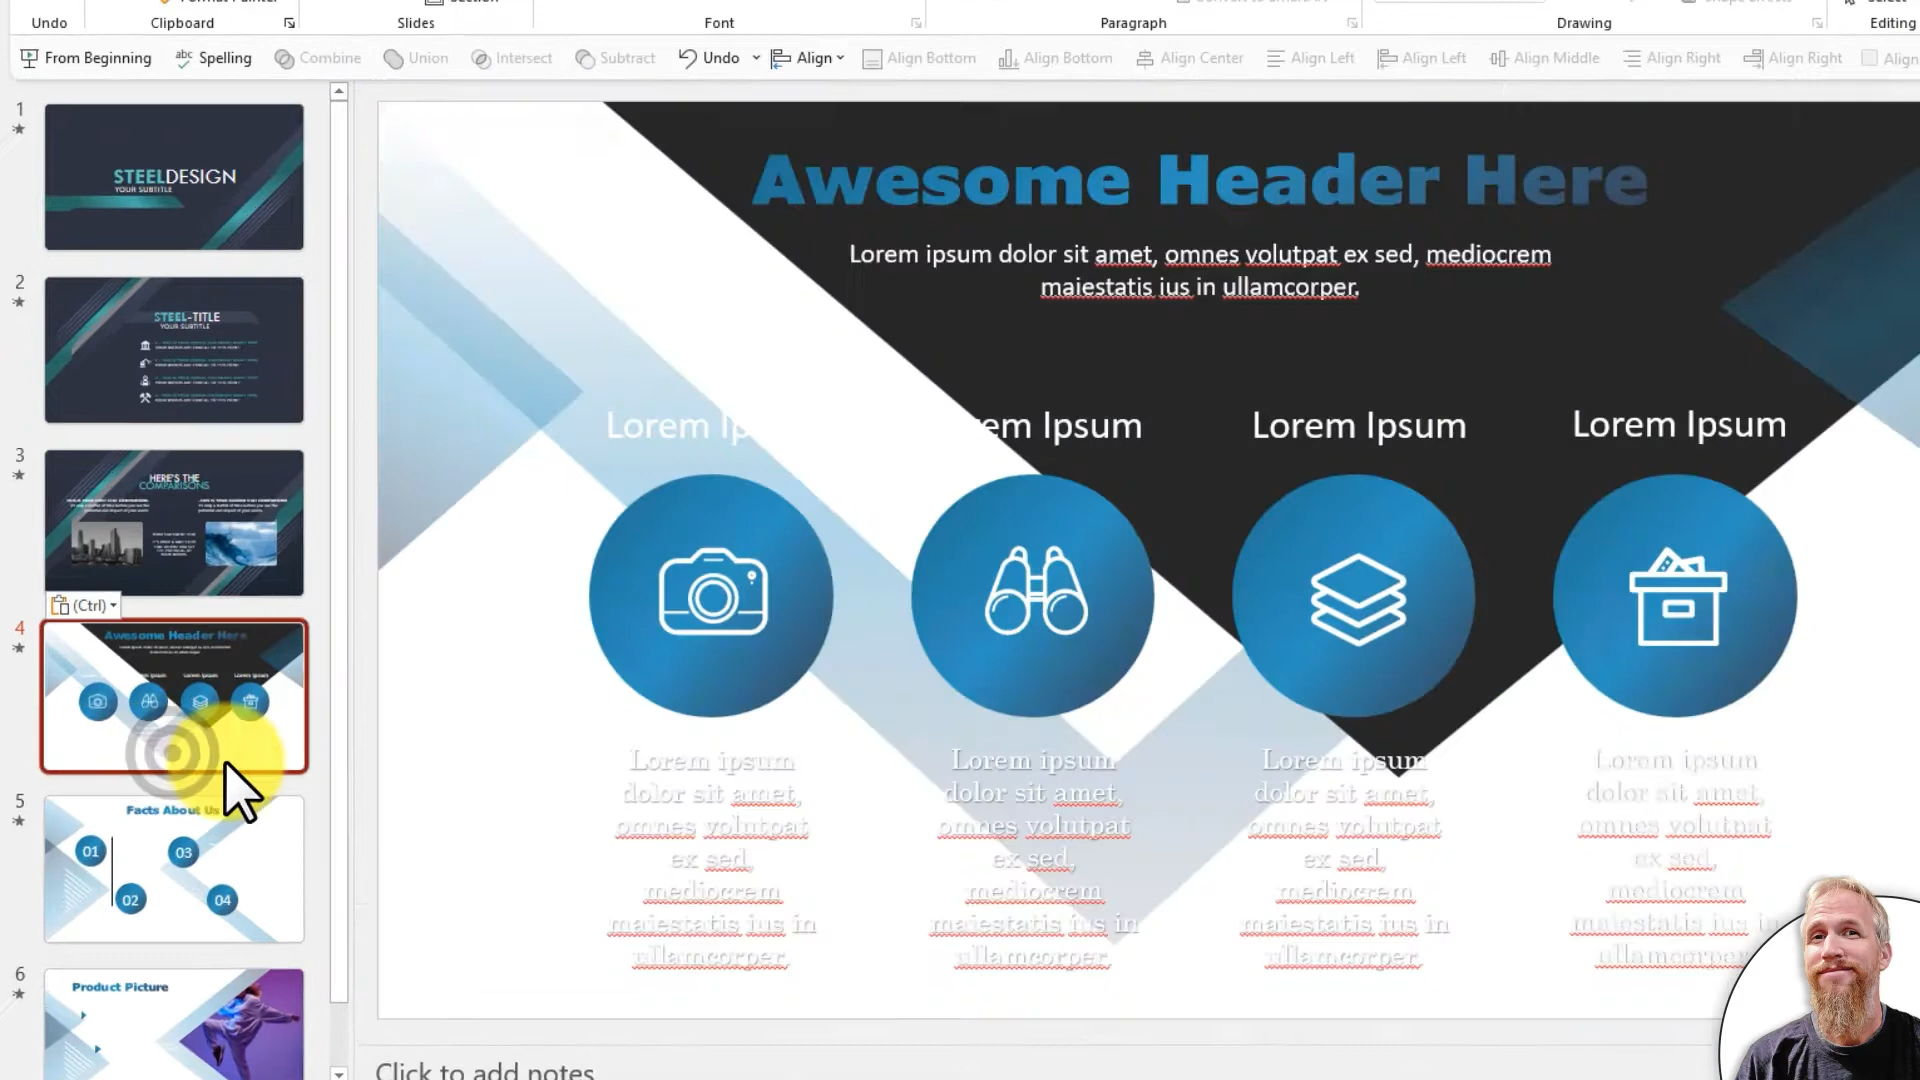 Undo
Clipboard
Slides
Font
Paragraph
Drawing
Editing
From Beginning
Spelling
Combine
Union
Intersect
Subtract
Undo
Align
Align Bottom
Align Bottom
Align Center
Align Left
Align Left
Align Middle
Align Right
Align Right
Align
1
STEELDESIGN
YOUR SUBTITLE
2
STEEL-TITLE
YOUR SUBTITLE
3
HERE'S THE
COMPARISONS
(Ctrl)
4
Awesome Header Here
5
Facts About Us
01
03
02
04
6
Product Picture
Awesome Header Here
Lorem ipsum dolor sit amet, omnes volutpat ex sed, mediocrem
maiestatis ius in ullamcorper.
Lorem Ip
em Ipsum
Lorem Ipsum
Lorem Ipsum
Lorem ipsum
dolor sit amet,
omnes volutpat
ex sed,
mediocrem
maiestatis ius in
ullamcorper.
Lorem ipsum
dolor sit amet,
omnes volutpat
ex sed,
mediocrem
maiestatis ius in
ullamcorper.
Lorem ipsum
dolor sit amet,
omnes volutpat
ex sed,
mediocrem
maiestatis ius in
ullamcorper.
Lorem ipsum
dolor sit amet,
omnes volutpat
ex sed,
mediocrem
maiestatis ius in
ullamcorper
Click to add notes